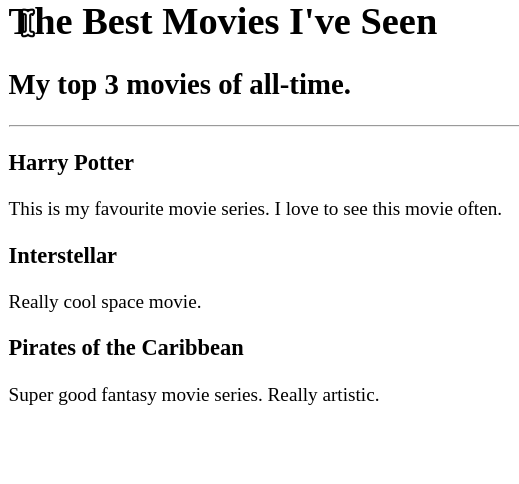 The Best Movies I've Seen
My top 3 movies of all-time.
Harry Potter
This is my favourite movie series. I love to see this movie often.
Interstellar
Really cool space movie.
Pirates of the Caribbean
Super good fantasy movie series. Really artistic.